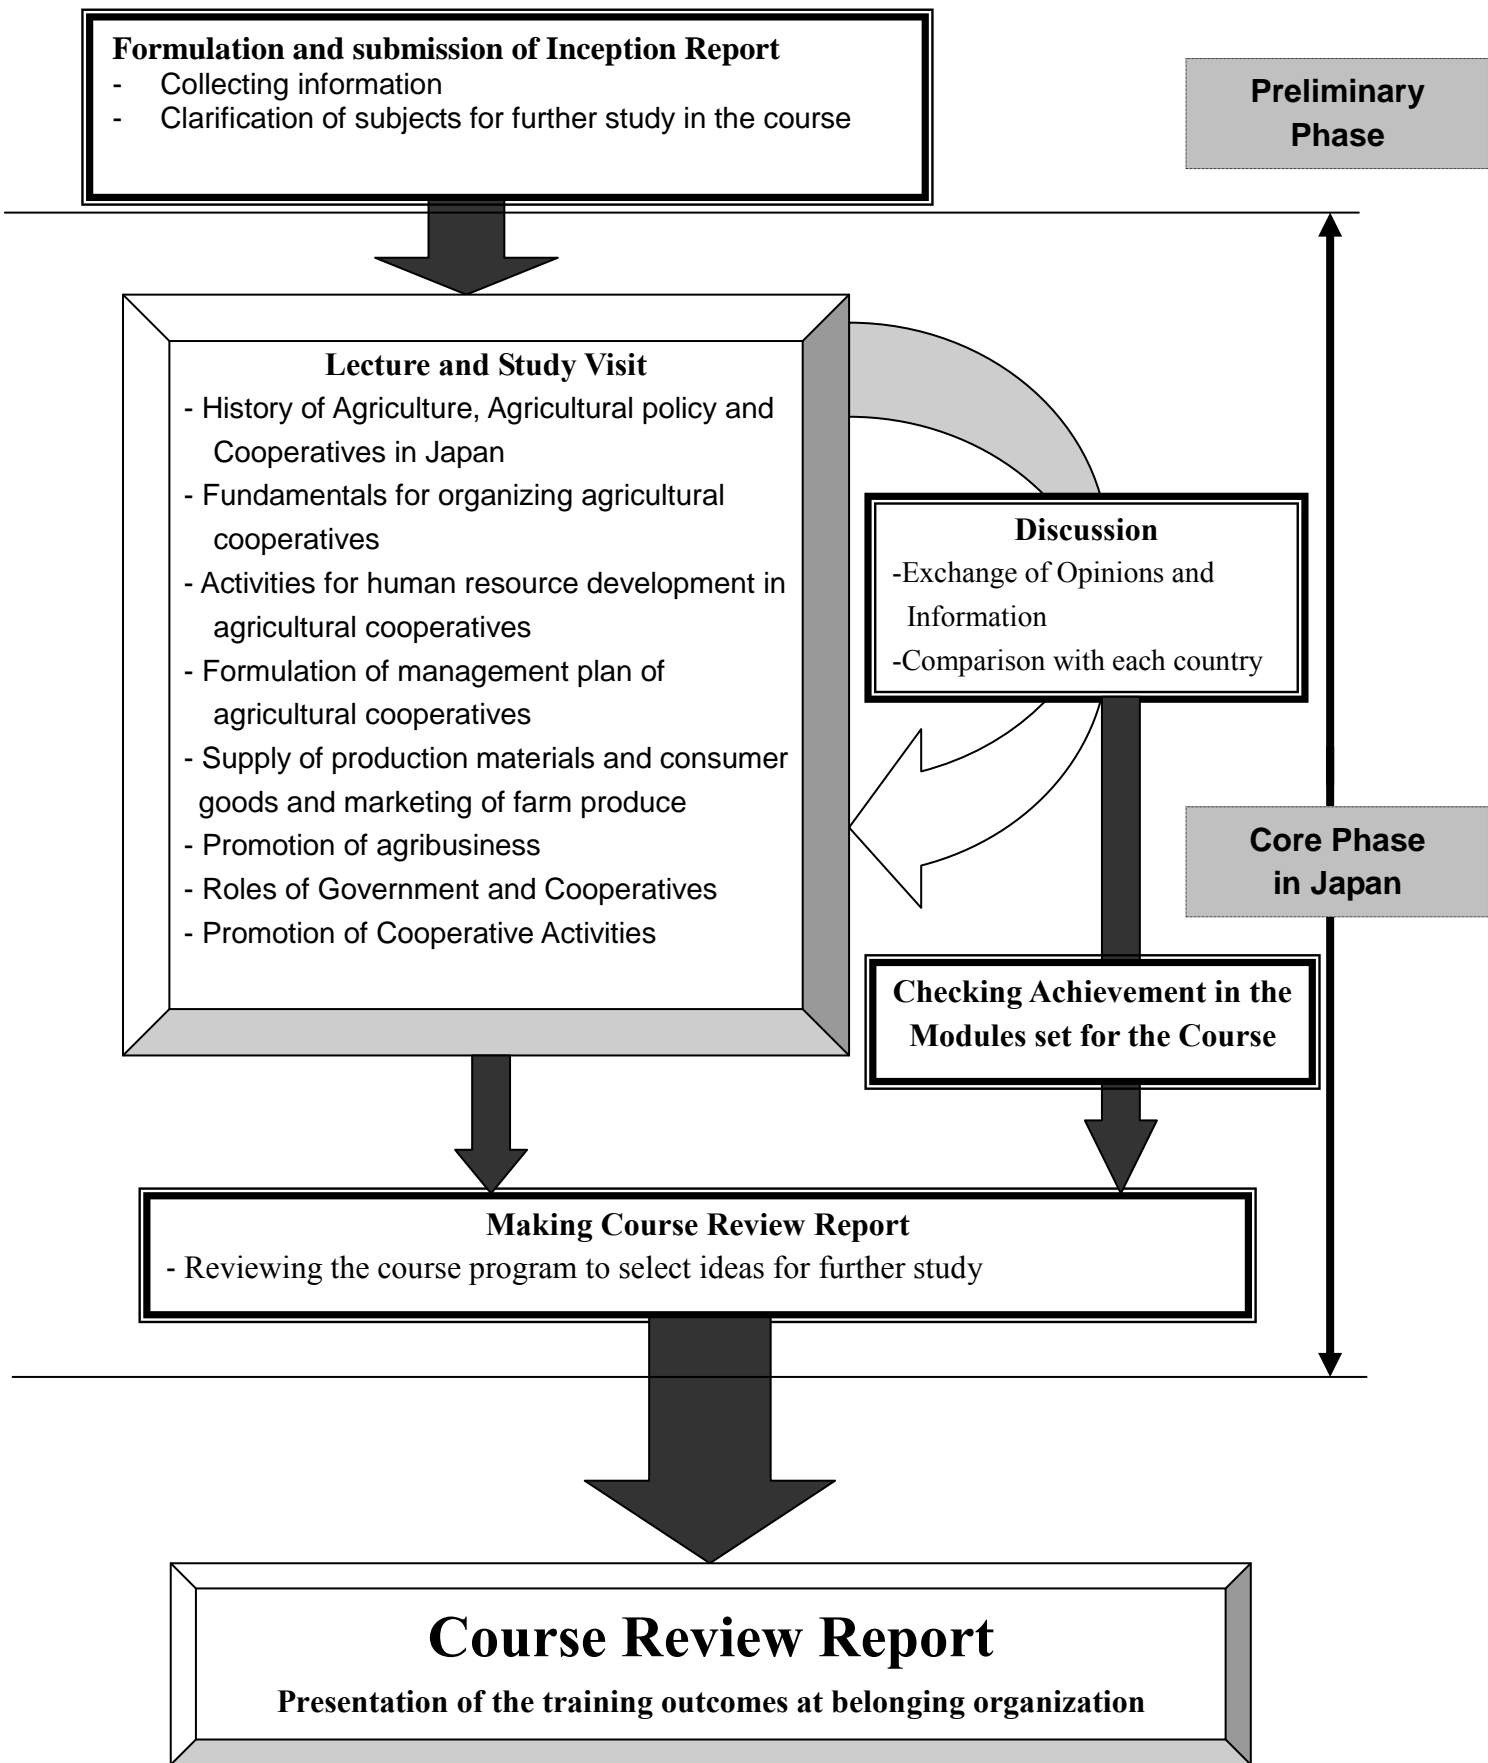 Formulation and submission of Inception Report
- Collecting information
- Clarification of subjects for further study in the course
Preliminary
Phase
Lecture and Study Visit
- History of Agriculture, Agricultural policy and
Cooperatives in Japan
- Fundamentals for organizing agricultural
cooperatives
- Activities for human resource development in
agricultural cooperatives
- Formulation of management plan of
agricultural cooperatives
- Supply of production materials and consumer
goods and marketing of farm produce
- Promotion of agribusiness
- Roles of Government and Cooperatives
- Promotion of Cooperative Activities
Discussion
-Exchange of Opinions and
Information
-Comparison with each country
Core Phase
in Japan
Checking Achievement in the
Modules set for the Course
Making Course Review Report
- Reviewing the course program to select ideas for further study
Course Review Report
Presentation of the training outcomes at belonging organization